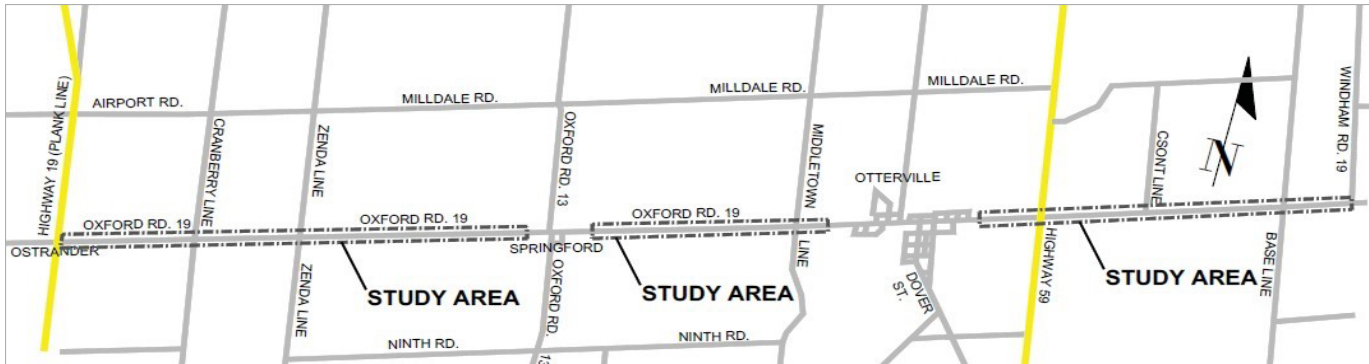 AIRPORT RD.
MILLDALE RD.
MILLDALE RD.
MILLDALE RD.
HIGHWAY 19 (PLANK LINE)
CRANBERRY LINE
ZENDA LINE
OXFORD RD. 13
MIDDLETOWN
LINE
OTTERVILLE
CSONT LINE
N
WINDHAM RD. 19
OXFORD RD. 19
OXFORD RD. 19
OXFORD RD. 19
OSTRANDER
SPRINGFORD
ZENDA LINE
OXFORD RD.
13
DOVER
ST.
HIGHWAY 59
BASE LINE
STUDY AREA
STUDY AREA
STUDY AREA
NINTH RD.
NINTH RD.